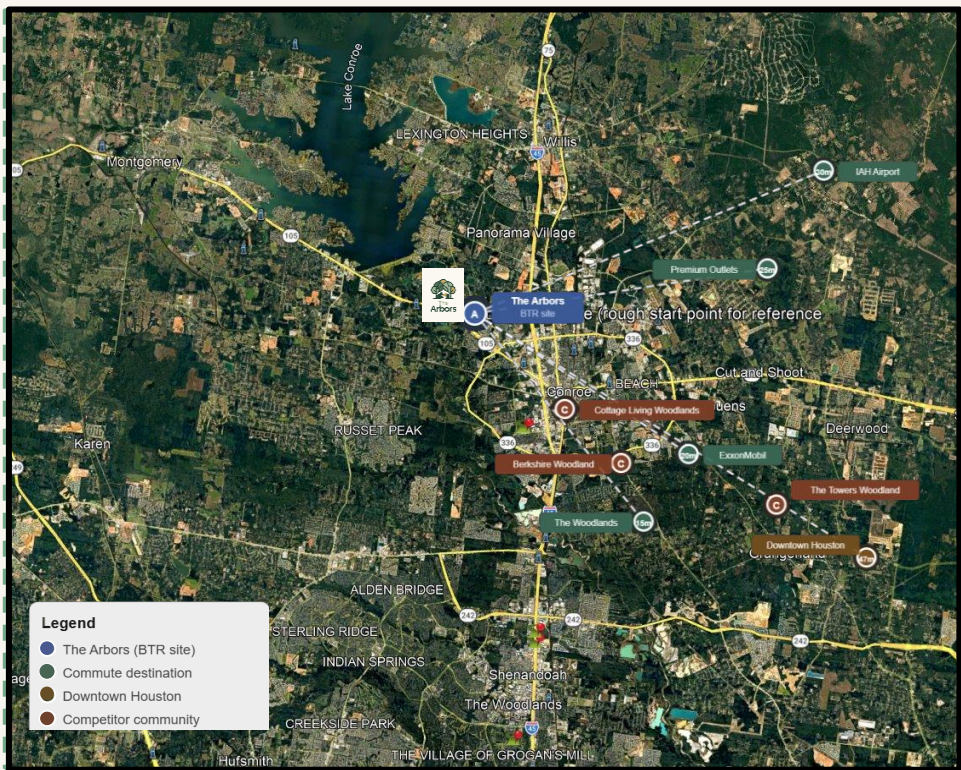 75
Lake Conroe
LEXINGTON HEIGHTS
Willis
45
Montgomery
30m
IAH Airport
105
Panorama Village
Premium Outlets
25m
The
Arbors
A
The Arbors
BTR site
e (rough start point for reference
105
336
Cut and Shoot
BEACH
Conroe
C
Cottage Living Woodlands
uens
Deerwood
RUSSET PEAK
Karen
336
336
20m
ExxonMobil
Berkshire Woodland
C
49
The Towers Woodland
C
The Woodlands
15m
Downtown Houston
Grangerland
ALDEN BRIDGE
242
242
STERLING RIDGE
242
INDIAN SPRINGS
Shenandoah
The Woodlands
CREEKSIDE PARK
45
THE VILLAGE OF GROGAN'S MILL
Hufsmith
Legend
The Arbors (BTR site)
Commute destination
Downtown Houston
Competitor community